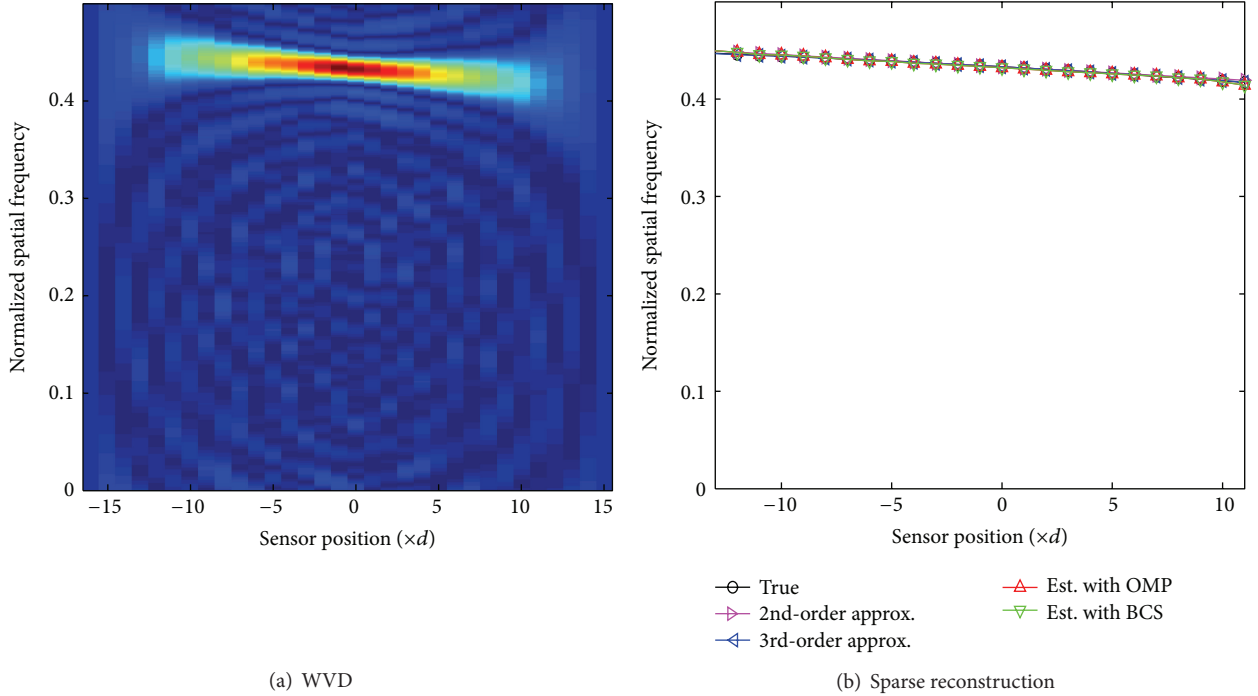 Normalized spatial frequency
0.4
0.3
0.2
0.1
0
−15
−10
−5
0
5
10
15
Sensor position (×d)
(a) WVD
Normalized spatial frequency
0.5
0.4
0.3
0.2
0.1
0
−10
−5
0
5
10
Sensor position (×d)
True
2nd-order approx.
3rd-order approx.
Est. with OMP
Est. with BCS
(b) Sparse reconstruction